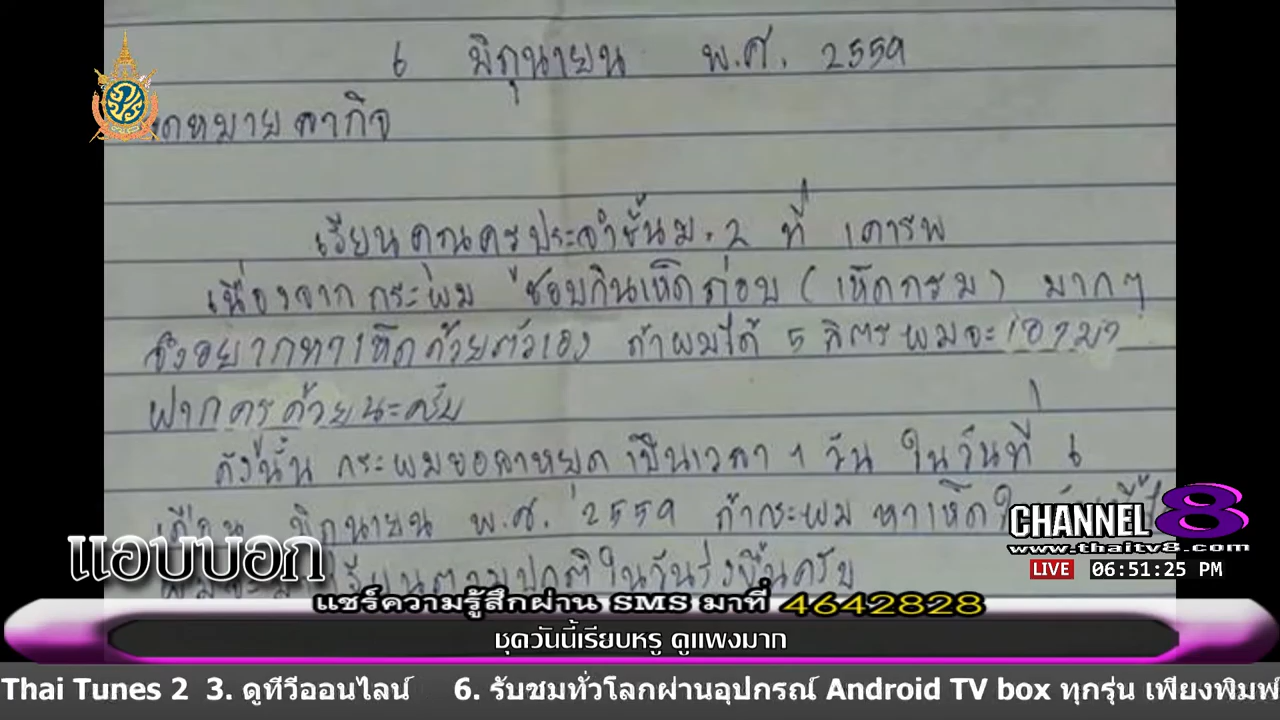 6 มิถุนายน พ.ศ. 2559
ดหมายลากิจ
เรียนคุณครูประจำชั้นม.2 ที่ เคารพ
เนื่องจากกระผม ชอบกินเห็ดถ่อบ (เห็ดกรม) มากๆ
จึงอยากหาเห็ดด้วยตัวเอง ถ้าผมได้ 5 ลิตรผมจะเอามา
ฝากครูด้วยนะครับ
ดังนั้น กระผมขอลาหยุดเป็นเวลา 1 วัน ในวันที่ 6
เดือน มิถุนายน พ.ศ. 2559 ถ้ากระผม หาเห็ด
เรียนตามปกติในวันรุ่งขึ้นครับ
แอบบอก
CHANNEL 8
www.thaitv8.com
LIVE 06:51:25 PM
แชร์ความรู้สึกผ่าน SMS มาที่ 4642828
ชุดวันนี้เรียบหรู ดูแพงมาก
Thai Tunes 2 3. ดูทีวีออนไลน์ 6. รับชมทั่วโลกผ่านอุปกรณ์ Android TV box ทุกรุ่น เพียงพิมพ์